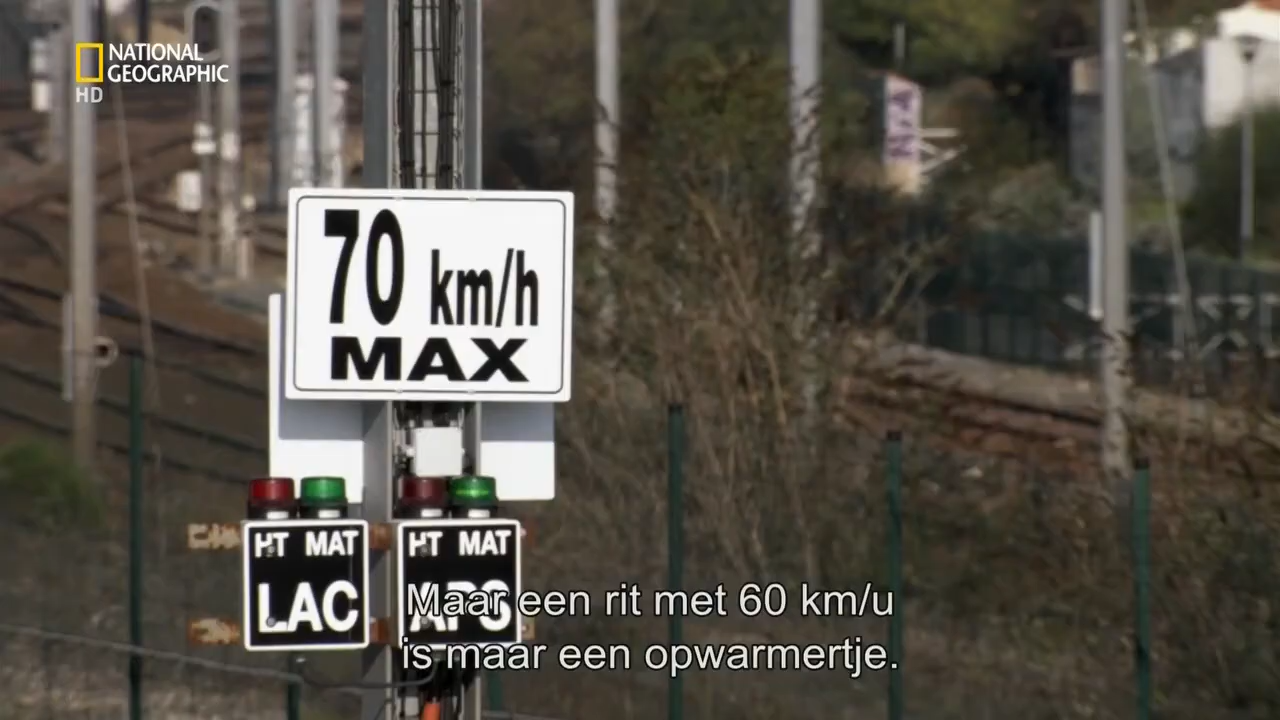 NATIONAL
GEOGRAPHIC
HD
70 km/h
MAX
HT MAT
LAC
HT MAT
APS
Maar een rit met 60 km/u
is maar een opwarmertje.